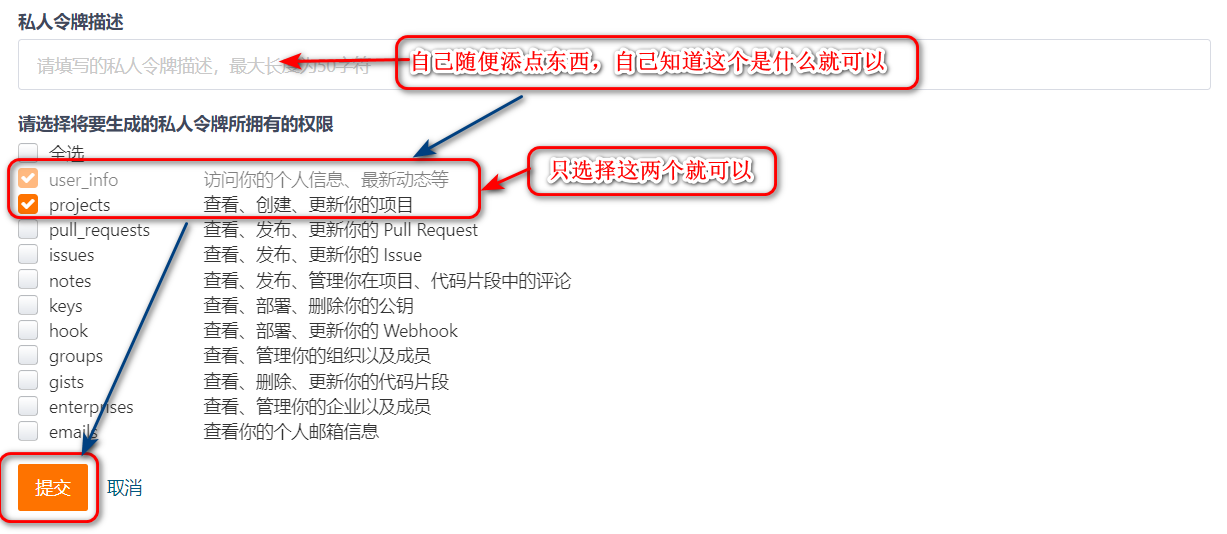 私人令牌描述
请填写的私人令牌描述，最大长度为50字符
自己随便添点东西，自己知道这个是什么就可以
请选择将要生成的私人令牌所拥有的权限
全选
user_info 访问你的个人信息、最新动态等
只选择这两个就可以
projects 查看、创建、更新你的项目
pull_requests 查看、发布、更新你的 Pull Request
issues 查看、发布、更新你的 Issue
notes 查看、发布、管理你在项目、代码片段中的评论
keys 查看、部署、删除你的公钥
hook 查看、部署、更新你的 Webhook
groups 查看、管理你的组织以及成员
gists 查看、删除、更新你的代码片段
enterprises 查看、管理你的企业以及成员
emails 查看你的个人邮箱信息
提交 取消